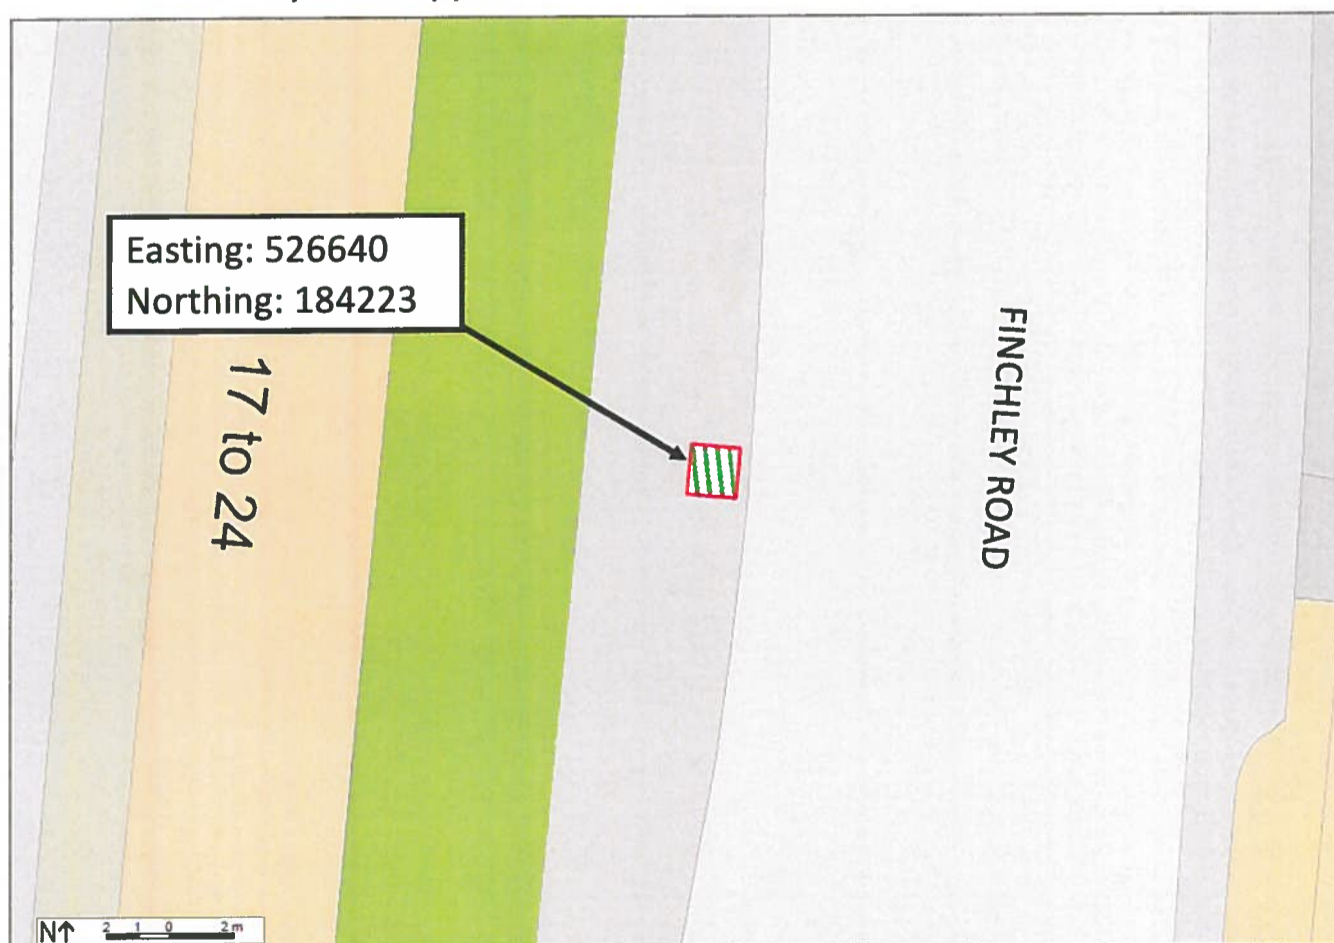 Easting: 526640
Northing: 184223
17 to 24
FINCHLEY ROAD
N↑
2 1 0 2m